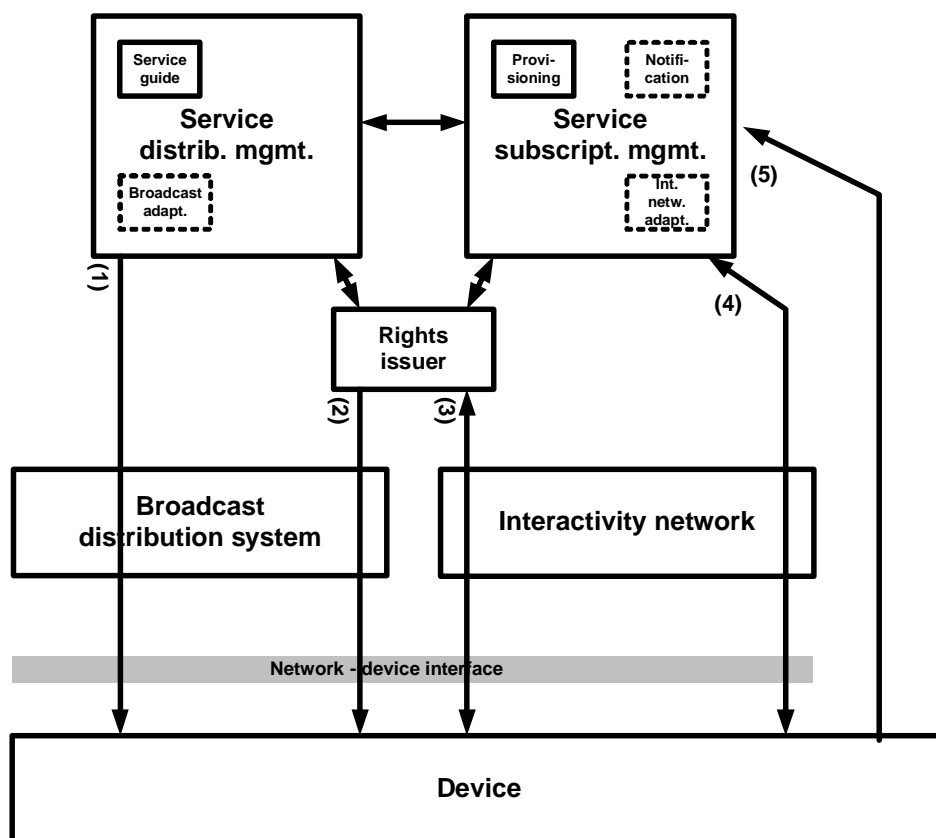 Service
guide
Service
distrib. mgmt.
Broadcast
adapt.
Provi-
sioning
Notifi-
cation
Service
subscript. mgmt.
Int.
netw.
adapt.
(5)
(1)
(4)
Rights
issuer
(2)
(3)
Broadcast
distribution system
Interactivity network
Network - device interface
Device